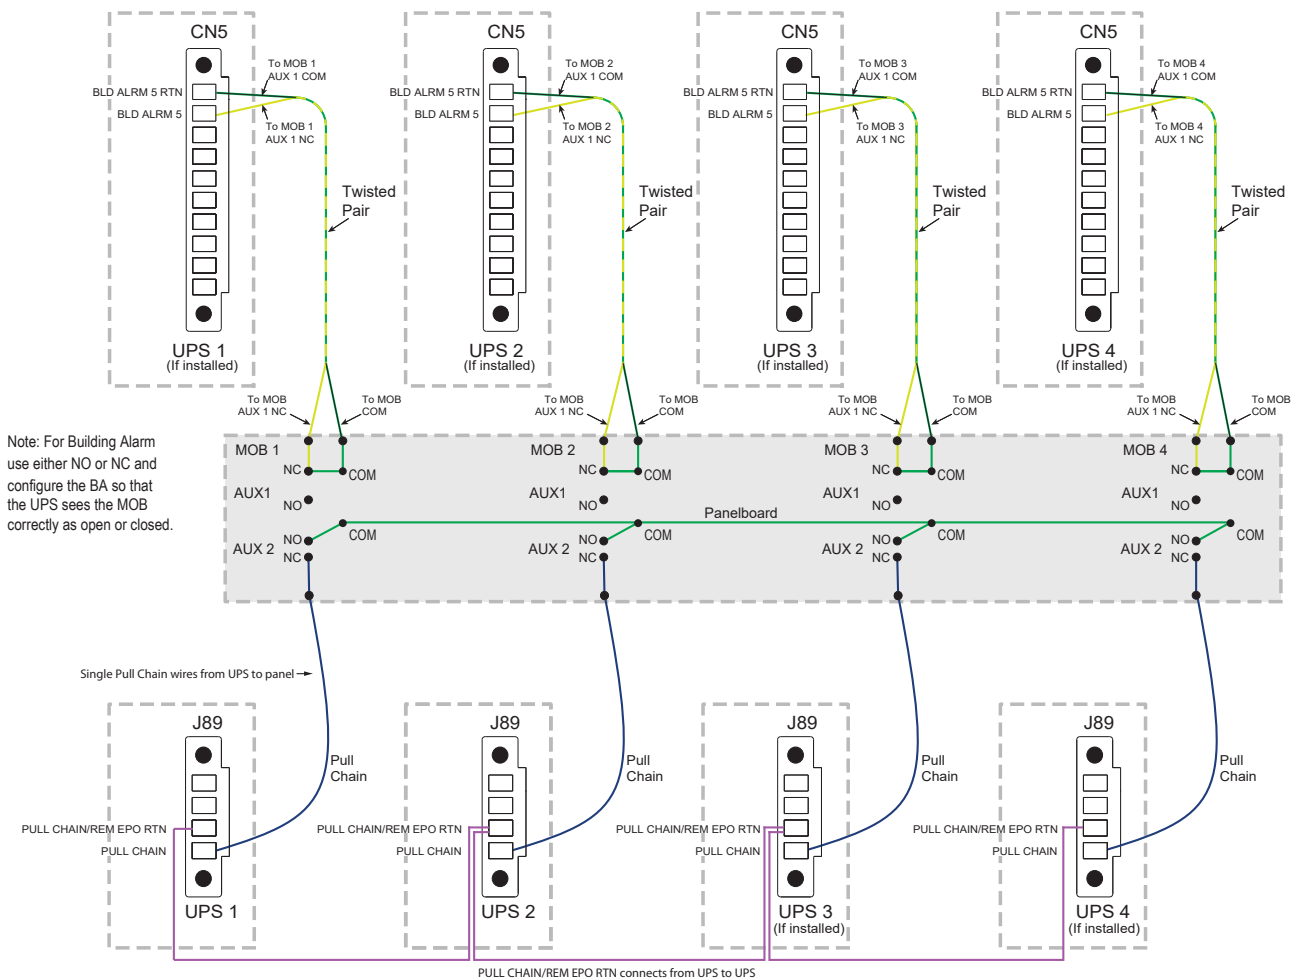 CN5
CN5
CN5
CN5
To MOB 1
AUX 1 COM
To MOB 2
AUX 1 COM
To MOB 3
AUX 1 COM
To MOB 4
AUX 1 COM
BLD ALRM 5 RTN
BLD ALRM 5 RTN
BLD ALRM 5 RTN
BLD ALRM 5 RTN
BLD ALRM 5
BLD ALRM 5
BLD ALRM 5
BLD ALRM 5
To MOB 1
AUX 1 NC
To MOB 2
AUX 1 NC
To MOB 3
AUX 1 NC
To MOB 4
AUX 1 NC
Twisted
Pair
Twisted
Pair
Twisted
Pair
Twisted
Pair
UPS 1
(If installed)
UPS 2
(If installed)
UPS 3
(If installed)
UPS 4
(If installed)
To MOB
AUX 1 NC
To MOB
COM
To MOB
AUX 1 NC
To MOB
COM
To MOB
AUX 1 NC
To MOB
COM
To MOB
AUX 1 NC
To MOB
COM
Note: For Building Alarm
use either NO or NC and
configure the BA so that
the UPS sees the MOB
correctly as open or closed.
MOB 1
MOB 2
MOB 3
MOB 4
NC
COM
NC
COM
NC
COM
NC
COM
AUX1
NO
AUX1
NO
AUX1
NO
AUX1
NO
Panelboard
AUX 2
NO
NC
COM
AUX 2
NO
NC
COM
AUX 2
NO
NC
COM
AUX 2
NO
NC
COM
Single Pull Chain wires from UPS to panel
J89
J89
J89
J89
Pull
Chain
Pull
Chain
Pull
Chain
Pull
Chain
PULL CHAIN/REM EPO RTN
PULL CHAIN/REM EPO RTN
PULL CHAIN/REM EPO RTN
PULL CHAIN/REM EPO RTN
PULL CHAIN
PULL CHAIN
PULL CHAIN
PULL CHAIN
UPS 1
UPS 2
UPS 3
(If installed)
UPS 4
(If installed)
PULL CHAIN/REM EPO RTN connects from UPS to UPS